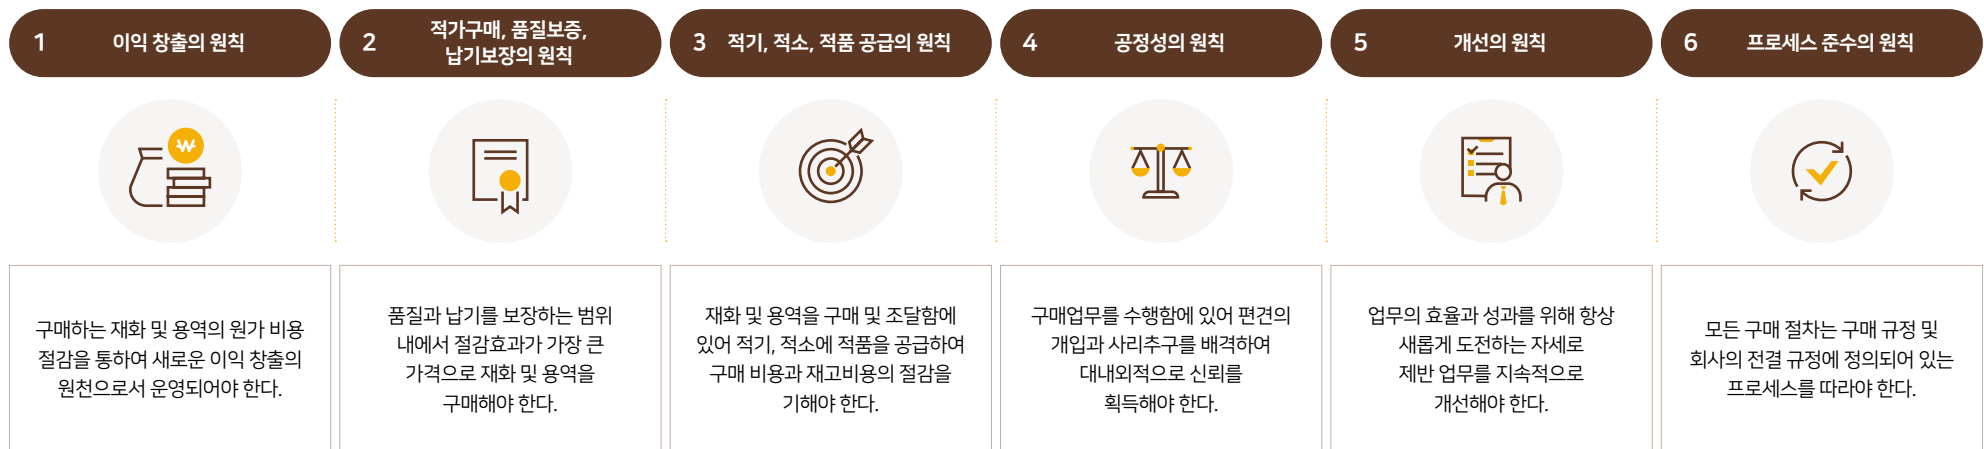 1 이익 창출의 원칙
구매하는 재화 및 용역의 원가 비용
절감을 통하여 새로운 이익 창출의
원천으로서 운영되어야 한다.
2 적가구매, 품질보증,
납기보장의 원칙
품질과 납기를 보장하는 범위
내에서 절감효과가 가장 큰
가격으로 재화 및 용역을
구매해야 한다.
3 적기, 적소, 적품 공급의 원칙
재화 및 용역을 구매 및 조달함에
있어 적기, 적소에 적품을 공급하여
구매 비용과 재고비용의 절감을
기해야 한다.
4 공정성의 원칙
구매업무를 수행함에 있어 편견의
개입과 사리추구를 배격하여
대내외적으로 신뢰를
획득해야 한다.
5 개선의 원칙
업무의 효율과 성과를 위해 항상
새롭게 도전하는 자세로
제반 업무를 지속적으로
개선해야 한다.
6 프로세스 준수의 원칙
모든 구매 절차는 구매 규정 및
회사의 전결 규정에 정의되어 있는
프로세스를 따라야 한다.